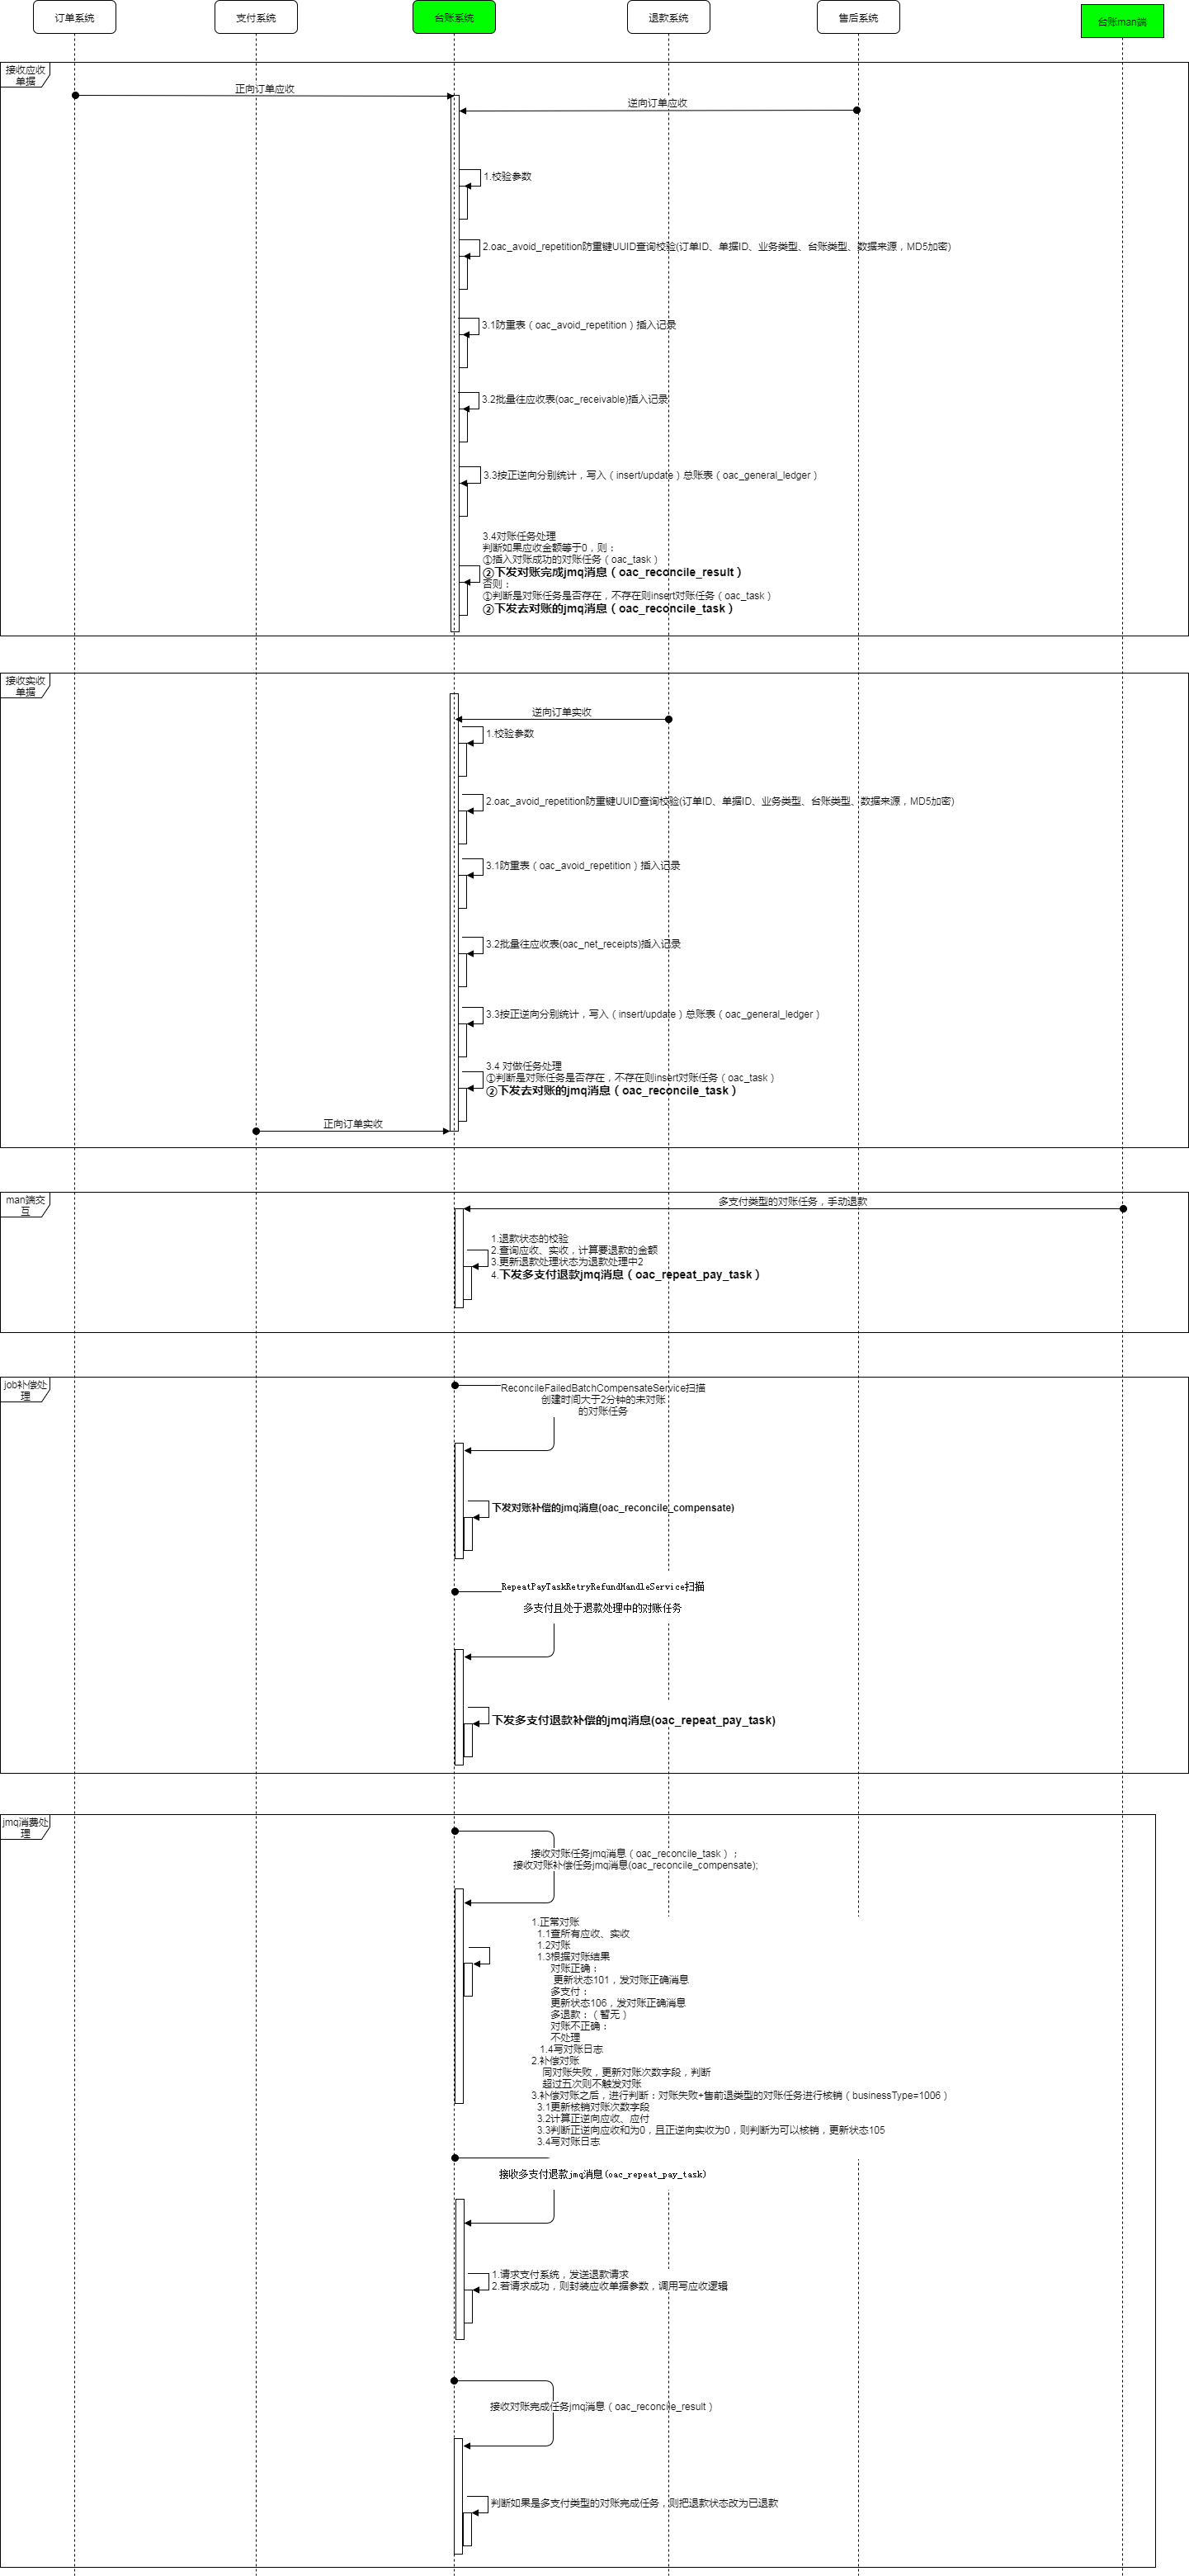 订单系统
支付系统
台账系统
退款系统
售后系统
台账man端
接收应收
单据
正向订单应收
逆向订单应收
1.校验参数
2.oac_avoid_repetition防重键UUID查询校验(订单ID、单据ID、业务类型、台账类型、数据来源，MD5加密)
3.1防重表（oac_avoid_repetition）插入记录
3.2批量往应收表(oac_receivable)插入记录
3.3按正逆向分别统计，写入（insert/update）总账表（oac_general_ledger）
3.4对账任务处理
判断如果应收金额等于0，则：
①插入对账成功的对账任务（oac_task）
②下发对账完成jmq消息（oac_reconcile_result）
否则：
①判断是对账任务是否存在，不存在则insert对账任务（oac_task）
②下发去对账的jmq消息（oac_reconcile_task）
接收实收
单据
逆向订单实收
1.校验参数
2.oac_avoid_repetition防重键UUID查询校验(订单ID、单据ID、业务类型、台账类型、数据来源，MD5加密)
3.1防重表（oac_avoid_repetition）插入记录
3.2批量往应收表(oac_net_receipts)插入记录
3.3按正逆向分别统计，写入（insert/update）总账表（oac_general_ledger）
3.4 对做任务处理
①判断是对账任务是否存在，不存在则insert对账任务（oac_task）
②下发去对账的jmq消息（oac_reconcile_task）
正向订单实收
man端交
互
多支付类型的对账任务，手动退款
1.退款状态的校验
2.查询应收、实收，计算要退款的金额
3.更新退款处理状态为退款处理中2
4.下发多支付退款jmq消息（oac_repeat_pay_task）
job补偿处
理
ReconcileFailedBatchCompensateService扫描
创建时间大于2分钟的未对账
的对账任务
下发对账补偿的jmq消息(oac_reconcile_compensate)
RepeatPayTaskRetryRefundHandleService扫描
多支付且处于退款处理中的对账任务
下发多支付退款补偿的jmq消息(oac_repeat_pay_task)
jmq消费处
理
接收对账任务jmq消息（oac_reconcile_task）；
接收对账补偿任务jmq消息(oac_reconcile_compensate);
1.正常对账
1.1查所有应收、实收
1.2对账
1.3根据对账结果
对账正确：
更新状态101，发对账正确消息
多支付：
更新状态106，发对账正确消息
多退款：（暂无）
对账不正确：
不处理
1.4写对账日志
2.补偿对账
同对账失败，更新对账次数字段，判断
超过五次则不触发对账
3.补偿对账之后，进行判断：对账失败+售前退类型的对账任务进行核销（businessType=1006）
3.1更新核销对账次数字段
3.2计算正逆向应收、应付
3.3判断正逆向应收和为0，且正逆向实收为0，则判断为可以核销，更新状态105
3.4写对账日志
接收多支付退款jmq消息(oac_repeat_pay_task)
1.请求支付系统，发送退款请求
2.若请求成功，则封装应收单据参数，调用写应收逻辑
接收对账完成任务jmq消息（oac_reconcile_result）
判断如果是多支付类型的对账完成任务，则把退款状态改为已退款